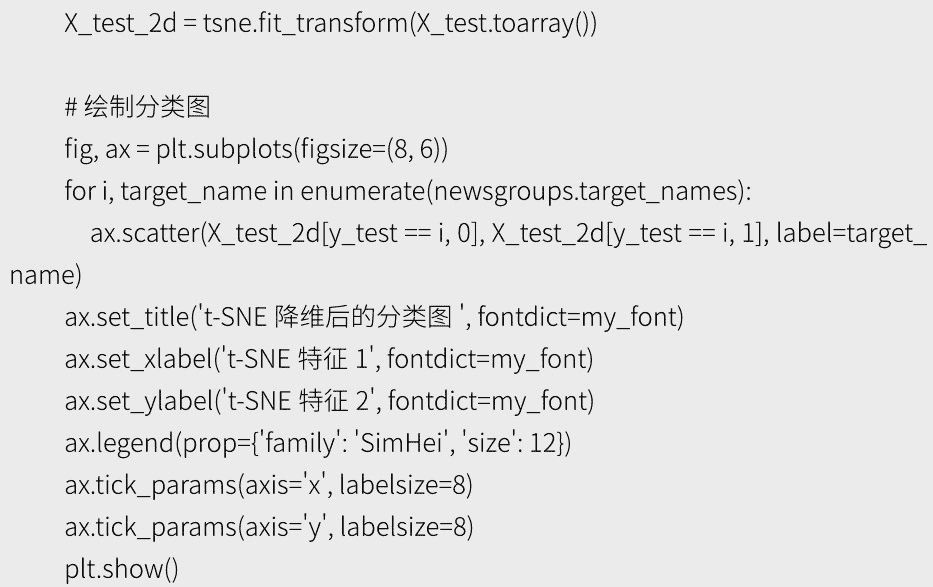 X_test_2d = tsne.fit_transform(X_test.toarray())
# 绘制分类图
fig, ax = plt.subplots(figsize=(8, 6))
for i, target_name in enumerate(newsgroups.target_names):
ax.scatter(X_test_2d[y_test == i, 0], X_test_2d[y_test == i, 1], label=target_
name)
ax.set_title('t-SNE 降维后的分类图 ', fontdict=my_font)
ax.set_xlabel('t-SNE 特征 1', fontdict=my_font)
ax.set_ylabel('t-SNE 特征 2', fontdict=my_font)
ax.legend(prop={'family': 'SimHei', 'size': 12})
ax.tick_params(axis='x', labelsize=8)
ax.tick_params(axis='y', labelsize=8)
plt.show()